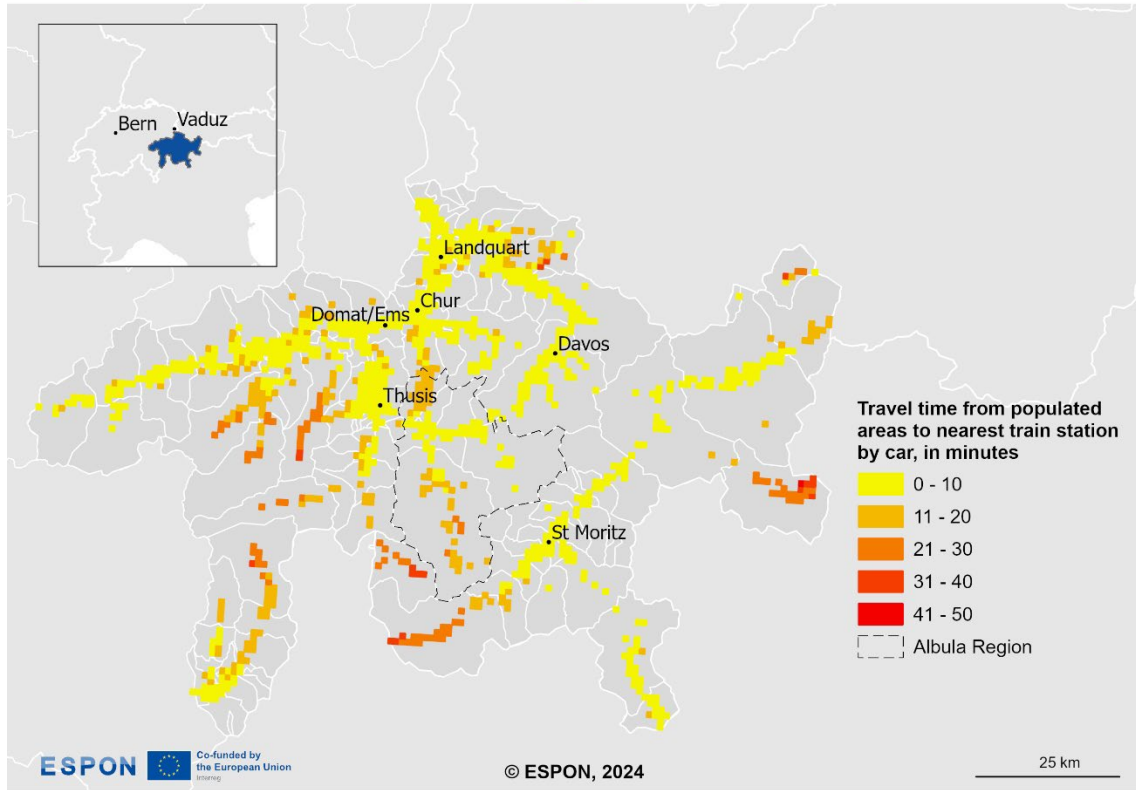 Bern
Vaduz
Landquart
Chur
Domat/Ems
Davos
Thusis
St Moritz
Travel time from populated
areas to nearest train station
by car, in minutes
0 - 10
11 - 20
21 - 30
31 - 40
41 - 50
Albula Region
ESPON
Co-funded by
the European Union
Interreg
© ESPON, 2024
25 km